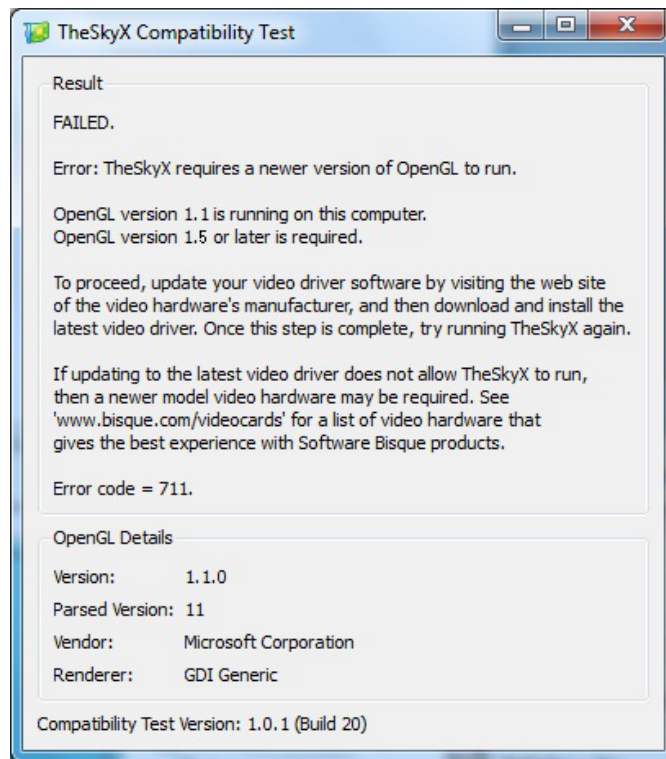 TheSkyX Compatibility Test
Result
FAILED.
Error: TheSkyX requires a newer version of OpenGL to run.
OpenGL version 1.1 is running on this computer.
OpenGL version 1.5 or later is required.
To proceed, update your video driver software by visiting the web site
of the video hardware's manufacturer, and then download and install the
latest video driver. Once this step is complete, try running TheSkyX again.
If updating to the latest video driver does not allow TheSkyX to run,
then a newer model video hardware may be required. See
'www.bisque.com/videocards' for a list of video hardware that
gives the best experience with Software Bisque products.
Error code = 711.
OpenGL Details
Version: 1.1.0
Parsed Version: 11
Vendor: Microsoft Corporation
Renderer: GDI Generic
Compatibility Test Version: 1.0.1 (Build 20)